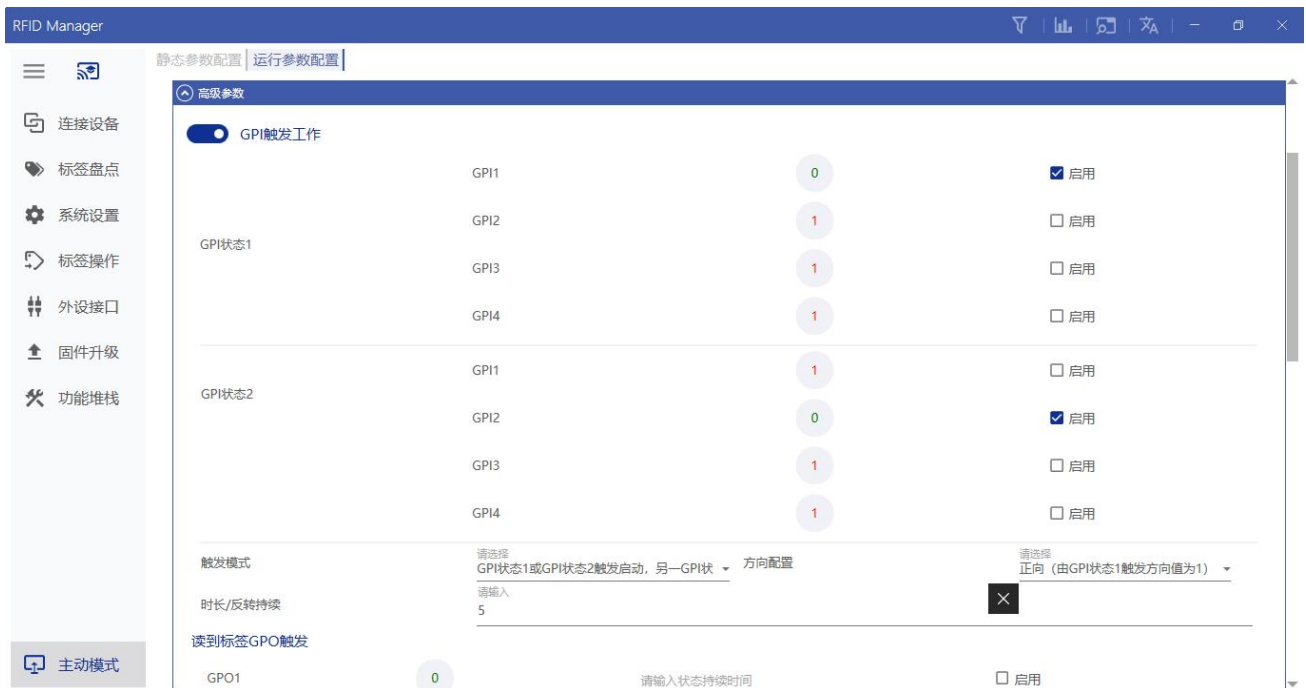 RFID Manager
静态参数配置 运行参数配置
高级参数
连接设备
标签盘点
系统设置
标签操作
外设接口
固件升级
功能堆栈
主动模式
GPI触发工作
GPI状态1
GPI1 0 启用
GPI2 1 启用
GPI3 1 启用
GPI4 1 启用
GPI状态2
GPI1 1 启用
GPI2 0 启用
GPI3 1 启用
GPI4 1 启用
触发模式 请选择 方向配置 请选择
GPI状态1或GPI状态2触发启动，另一GPI状 正向（由GPI状态1触发方向值为1）
时长/反转持续 请输入
5
读到标签GPO触发
GPO1 0 请输入状态持续时间 启用